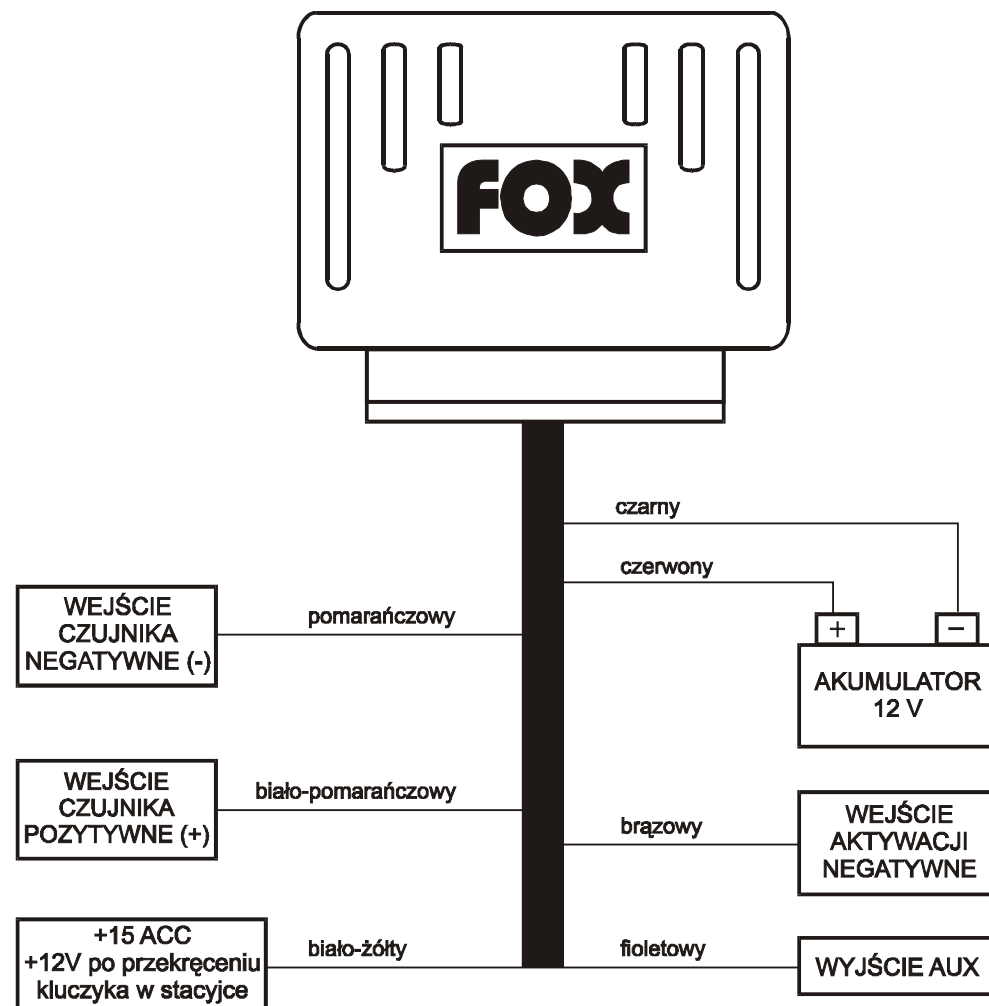 FOX
czarny
czerwony
+
−
AKUMULATOR
12 V
WEJŚCIE
CZUJNIKA
NEGATYWNE (-)
pomarańczowy
WEJŚCIE
CZUJNIKA
POZYTYWNE (+)
biało-pomarańczowy
brązowy
WEJŚCIE
AKTYWACJI
NEGATYWNE
+15 ACC
+12V po przekręceniu
kluczyka w stacyjce
biało-żółty
fioletowy
WYJŚCIE AUX